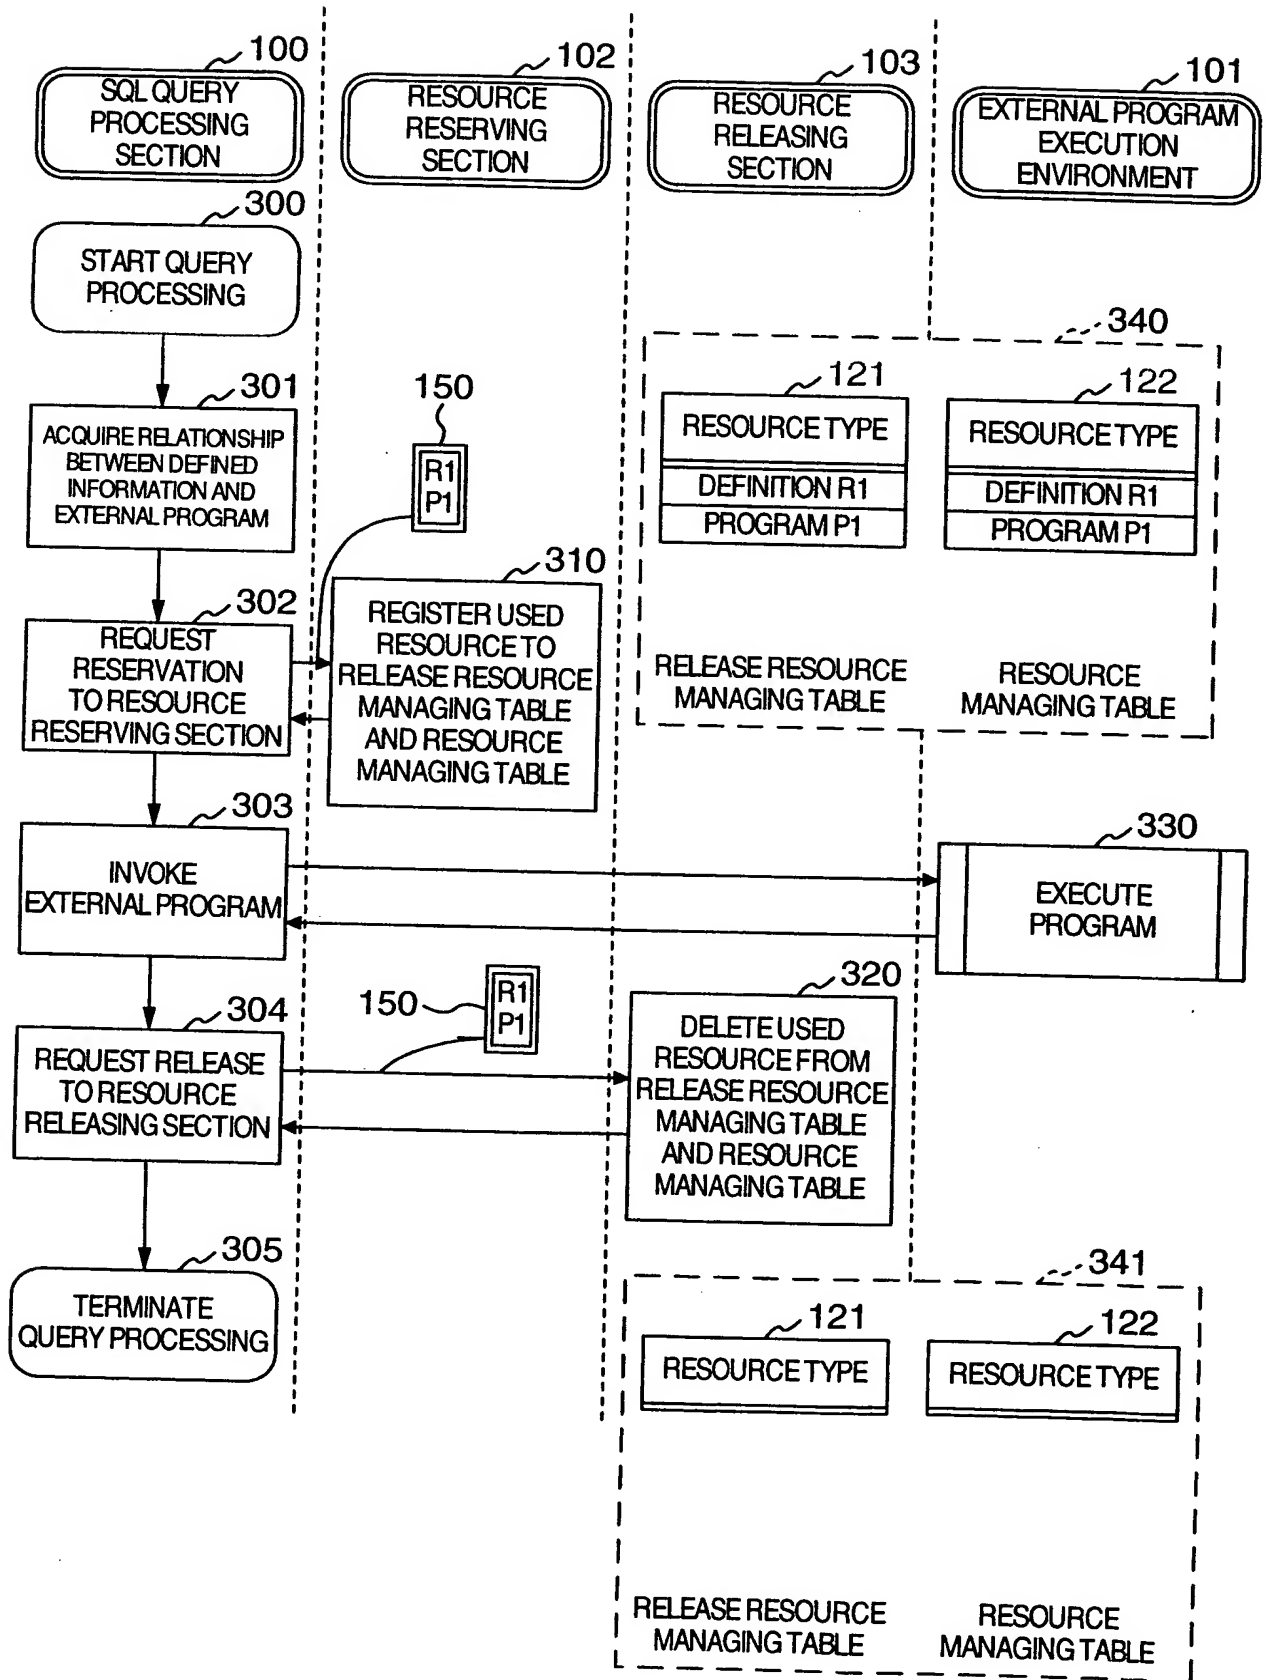 100
SQL QUERY
PROCESSING
SECTION
102
RESOURCE
RESERVING
SECTION
103
RESOURCE
RELEASING
SECTION
101
EXTERNAL PROGRAM
EXECUTION
ENVIRONMENT
300
START QUERY
PROCESSING
340
301
ACQUIRE RELATIONSHIP
BETWEEN DEFINED
INFORMATION AND
EXTERNAL PROGRAM
150
R1
P1
121
RESOURCE TYPE
DEFINITION R1
PROGRAM P1
RELEASE RESOURCE
MANAGING TABLE
122
RESOURCE TYPE
DEFINITION R1
PROGRAM P1
RESOURCE
MANAGING TABLE
302
REQUEST
RESERVATION
TO RESOURCE
RESERVING SECTION
310
REGISTER USED
RESOURCE TO
RELEASE RESOURCE
MANAGING TABLE
AND RESOURCE
MANAGING TABLE
303
INVOKE
EXTERNAL PROGRAM
330
EXECUTE
PROGRAM
304
REQUEST RELEASE
TO RESOURCE
RELEASING SECTION
150
R1
P1
320
DELETE USED
RESOURCE FROM
RELEASE RESOURCE
MANAGING TABLE
AND RESOURCE
MANAGING TABLE
305
TERMINATE
QUERY PROCESSING
341
121
RESOURCE TYPE
RELEASE RESOURCE
MANAGING TABLE
122
RESOURCE TYPE
RESOURCE
MANAGING TABLE